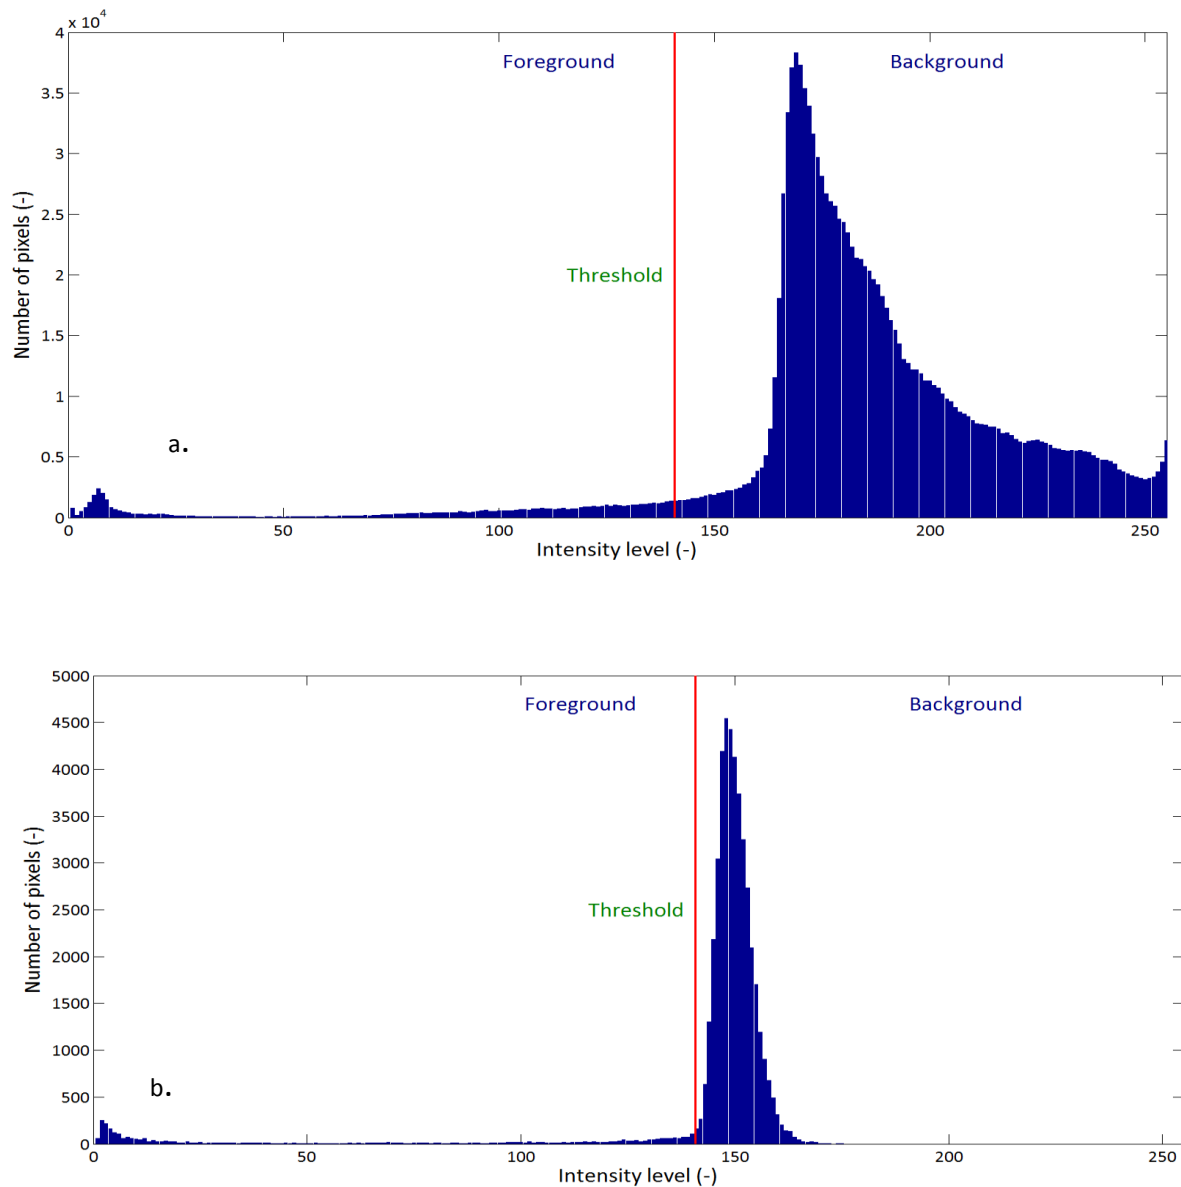 x 10^4
4
Foreground Background
3.5
3
2.5
Threshold
2
1.5
1
a.
0.5
0
0 50 100 150 200 250
Number of pixels (-)
Intensity level (-)
5000
Foreground Background
4500
4000
3500
3000
Threshold
2500
2000
1500
1000
b.
500
0
0 50 100 150 200 250
Number of pixels (-)
Intensity level (-)